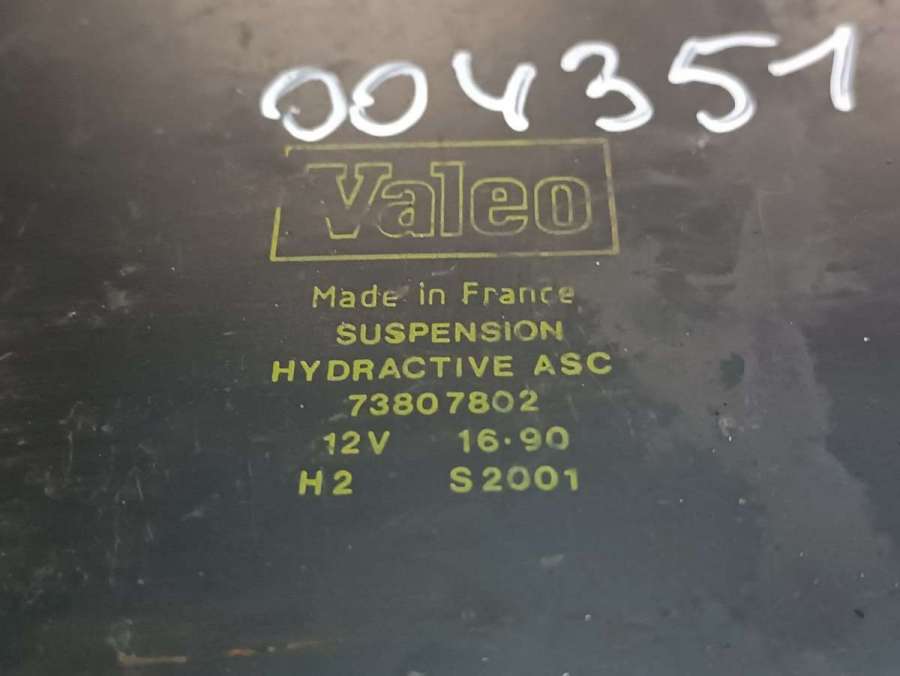 004351
Valeo
Made in France
SUSPENSION
HYDRACTIVE ASC
73807802
12V 16·90
H2 S2001